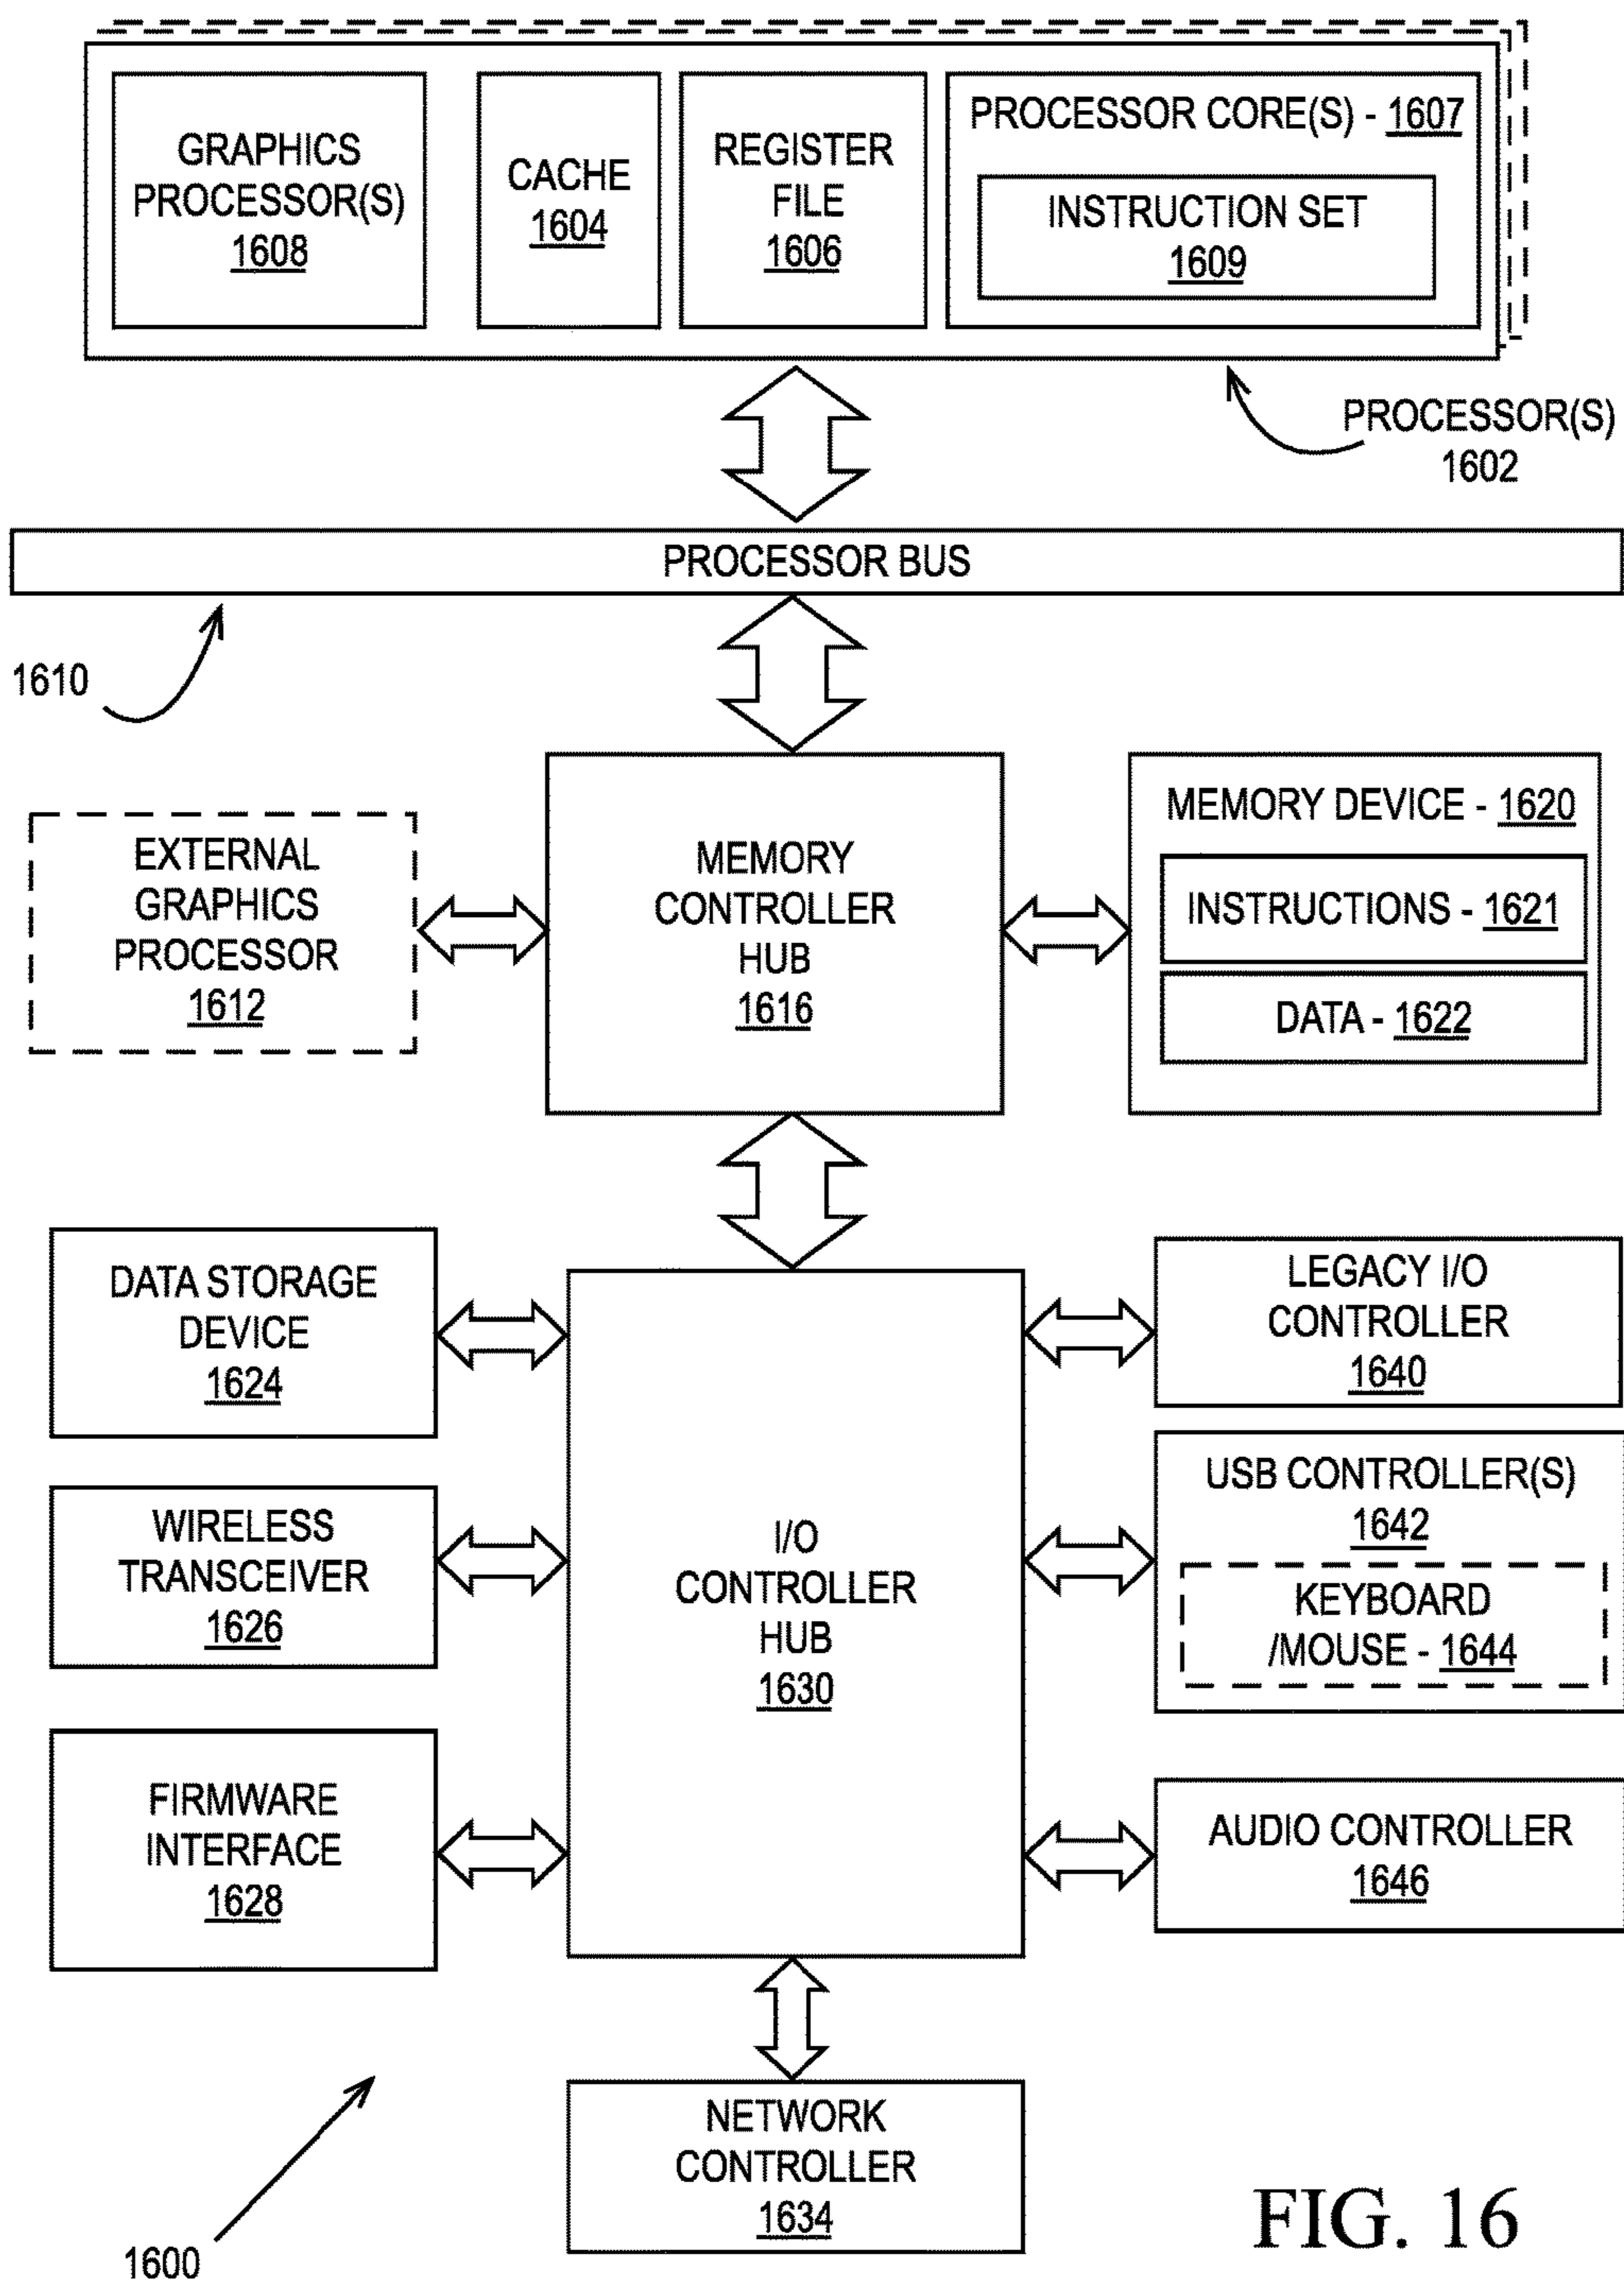 GRAPHICS
PROCESSOR(S)
1608
CACHE
1604
REGISTER
FILE
1606
PROCESSOR CORE(S) - 1607
INSTRUCTION SET
1609
PROCESSOR(S)
1602
PROCESSOR BUS
1610
EXTERNAL
GRAPHICS
PROCESSOR
1612
MEMORY
CONTROLLER
HUB
1616
MEMORY DEVICE - 1620
INSTRUCTIONS - 1621
DATA - 1622
DATA STORAGE
DEVICE
1624
WIRELESS
TRANSCEIVER
1626
FIRMWARE
INTERFACE
1628
I/O
CONTROLLER
HUB
1630
LEGACY I/O
CONTROLLER
1640
USB CONTROLLER(S)
1642
KEYBOARD
/MOUSE - 1644
AUDIO CONTROLLER
1646
NETWORK
CONTROLLER
1634
1600
FIG. 16